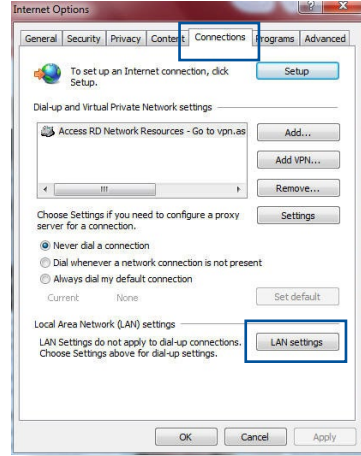 Internet Options
General Security Privacy Content Connections Programs Advanced
To set up an Internet connection, click
Setup.
Setup
Dial-up and Virtual Private Network settings
Access RD Network Resources - Go to vpn.as
Add...
Add VPN...
Remove...
Choose Settings if you need to configure a proxy
server for a connection.
Settings
Never dial a connection
Dial whenever a network connection is not present
Always dial my default connection
Current None
Set default
Local Area Network (LAN) settings
LAN Settings do not apply to dial-up connections.
Choose Settings above for dial-up settings.
LAN settings
OK Cancel Apply